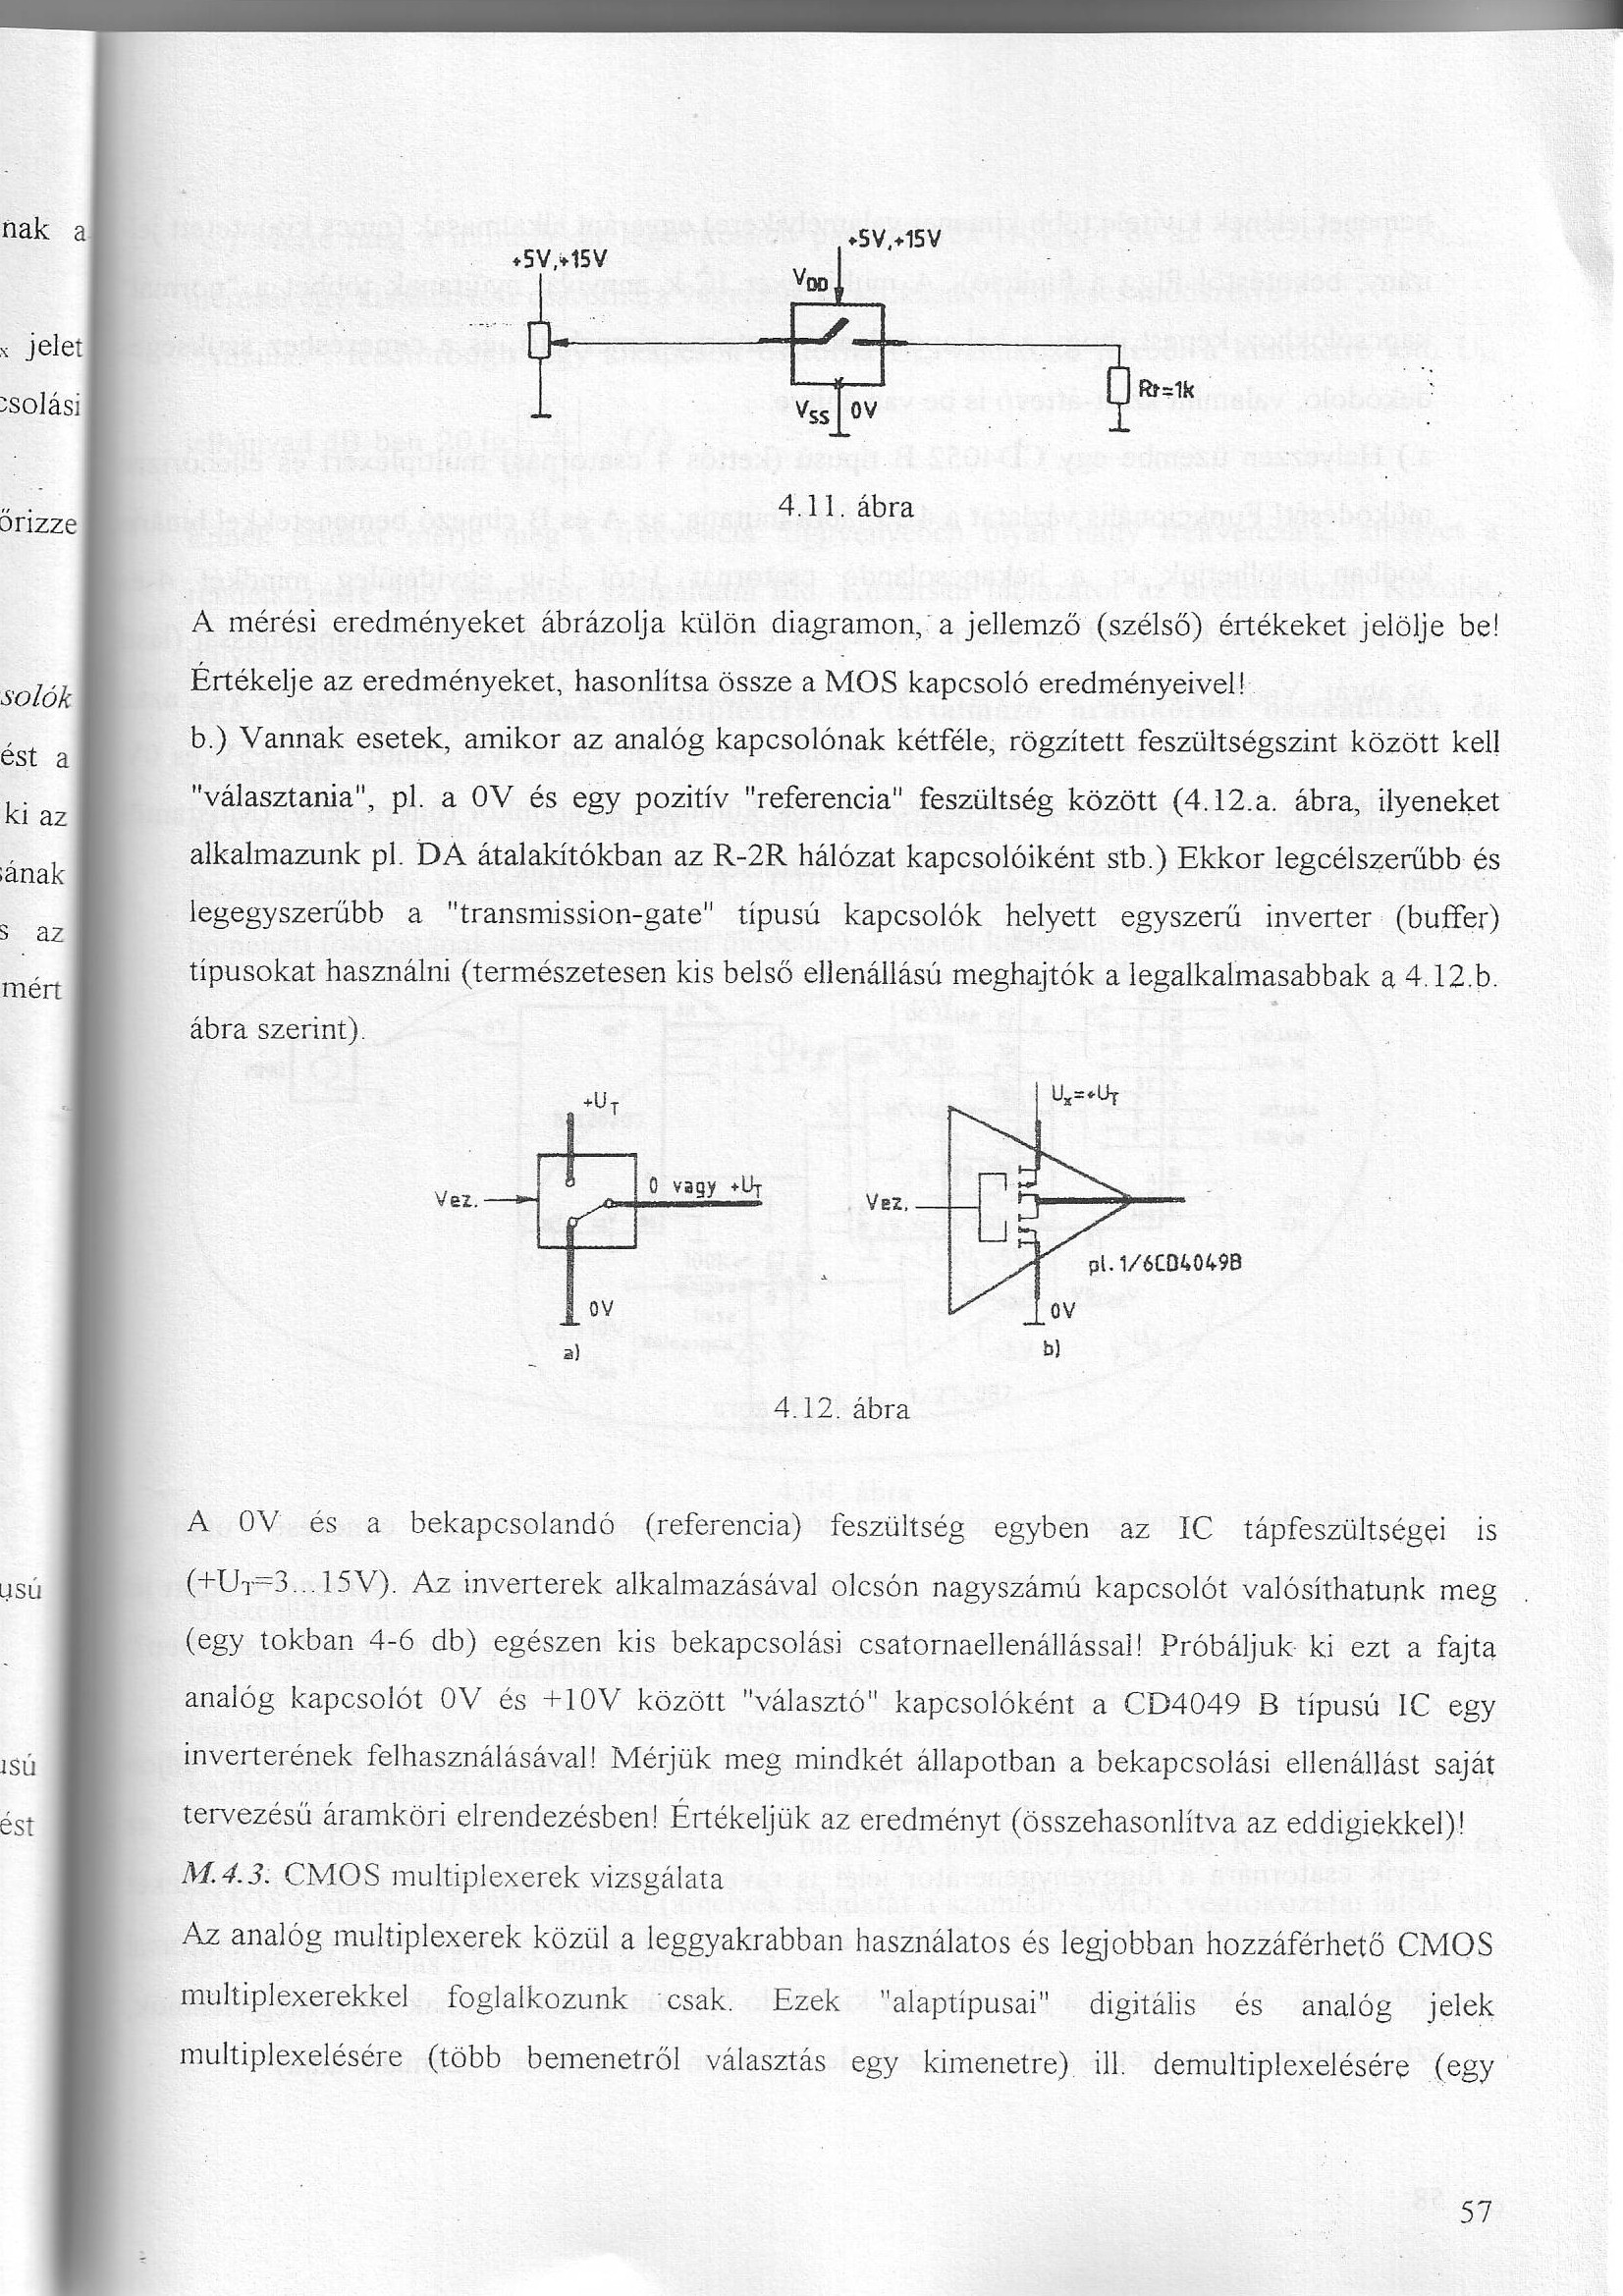 nak a
x jelet
csolási
őrizze
solók
ést a
ki az
sának
s az
mért
usú
usú
ést
+5V,+15V
+5V,+15V
VDD
VSS
0V
Rt=1k
4.11. ábra
A mérési eredményeket ábrázolja külön diagramon, a jellemző (szélső) értékeket jelölje be!
Értékelje az eredményeket, hasonlítsa össze a MOS kapcsoló eredményeivel!
b.) Vannak esetek, amikor az analóg kapcsolónak kétféle, rögzített feszültségszint között kell
"választania", pl. a 0V és egy pozitív "referencia" feszültség között (4.12.a. ábra, ilyeneket
alkalmazunk pl. DA átalakítókban az R-2R hálózat kapcsolóiként stb.) Ekkor legcélszerűbb és
legegyszerűbb a "transmission-gate" típusú kapcsolók helyett egyszerű inverter (buffer)
típusokat használni (természetesen kis belső ellenállású meghajtók a legalkalmasabbak a 4.12.b.
ábra szerint).
+UT
Vez.
0 vagy +UT
0V
a)
Ux=+UT
Vez.
pl. 1/6CD4049B
0V
b)
4.12. ábra
A 0V és a bekapcsolandó (referencia) feszültség egyben az IC tápfeszültségei is
(+UT=3...15V). Az inverterek alkalmazásával olcsón nagyszámú kapcsolót valósíthatunk meg
(egy tokban 4-6 db) egészen kis bekapcsolási csatornaellenállással! Próbáljuk ki ezt a fajta
analóg kapcsolót 0V és +10V között "választó" kapcsolóként a CD4049 B típusú IC egy
inverterének felhasználásával! Mérjük meg mindkét állapotban a bekapcsolási ellenállást saját
tervezésű áramköri elrendezésben! Értékeljük az eredményt (összehasonlítva az eddigiekkel)!
M.4.3. CMOS multiplexerek vizsgálata
Az analóg multiplexerek közül a leggyakrabban használatos és legjobban hozzáférhető CMOS
multiplexerekkel foglalkozunk csak. Ezek "alaptípusai" digitális és analóg jelek
multiplexelésére (több bemenetről választás egy kimenetre) ill. demultiplexelésére (egy
57